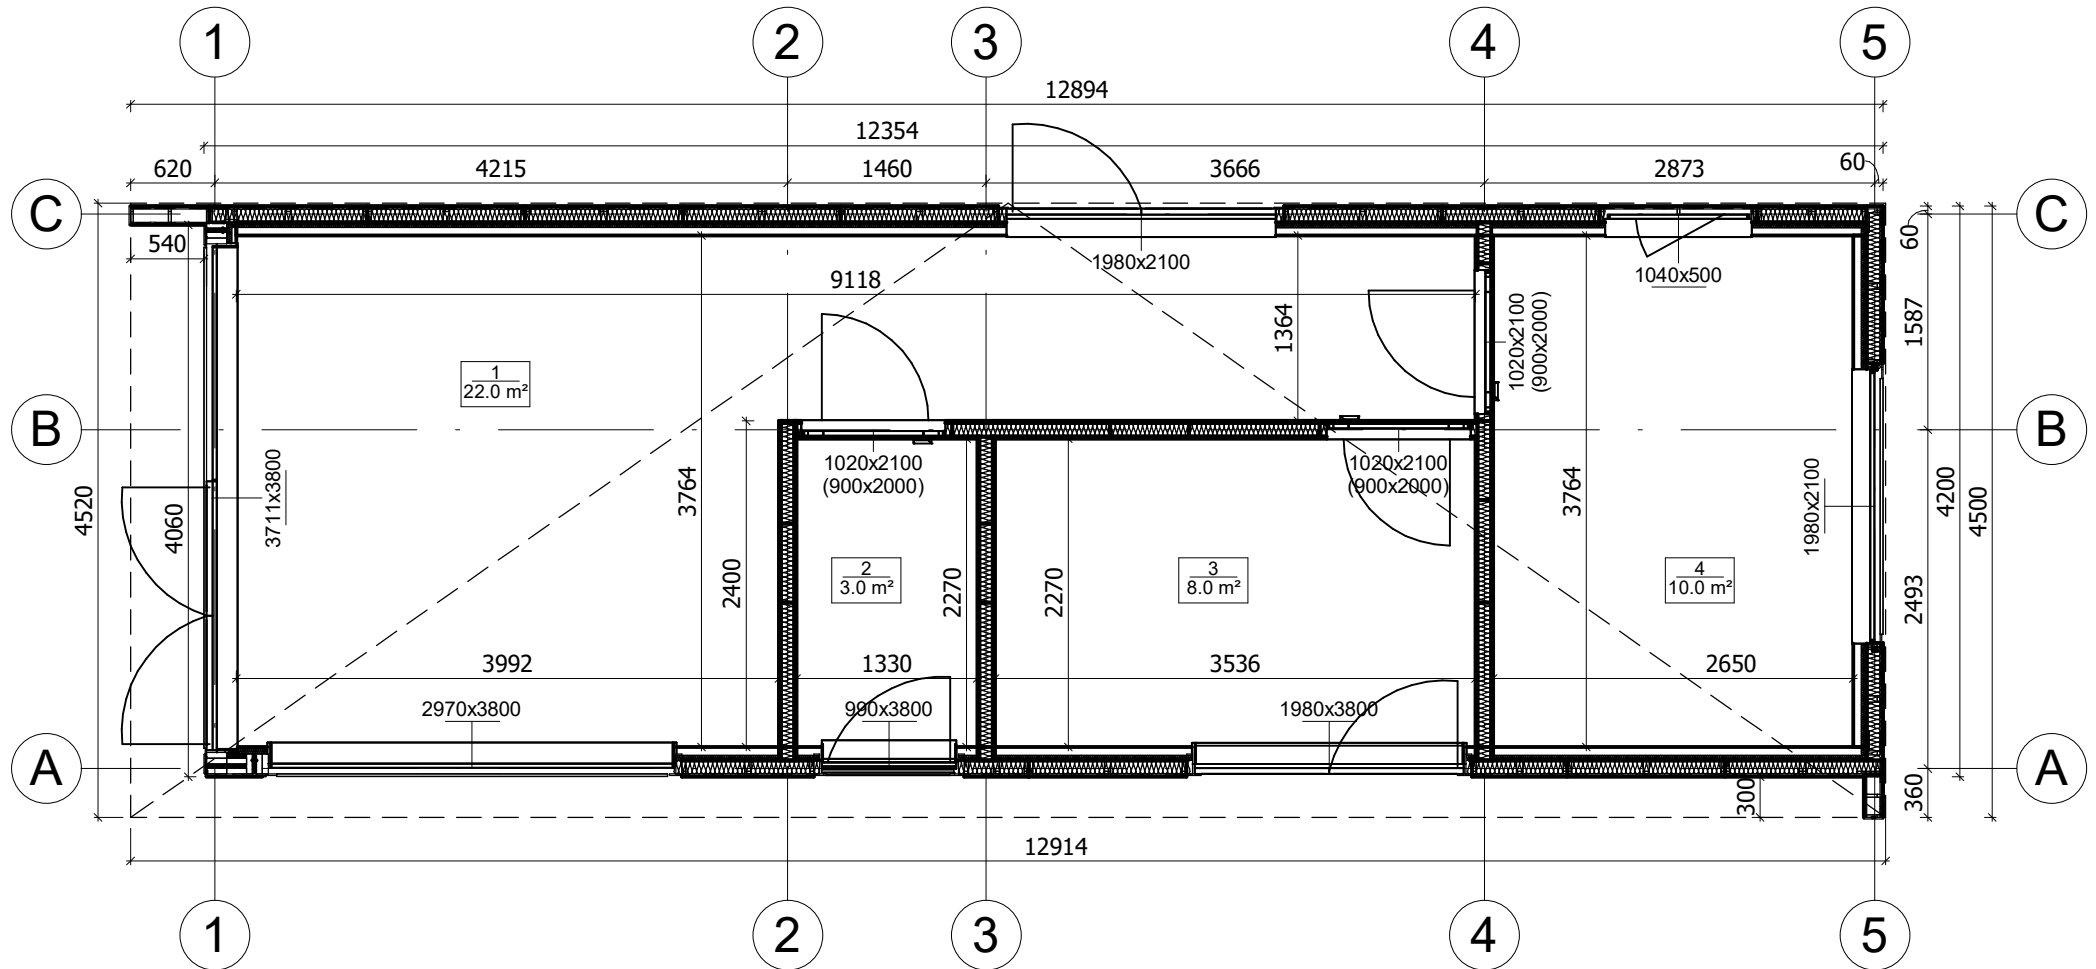 1 2 3 4 5
12894
12354
620 4215 1460 3666 2873 60
C C
540
60
1980x2100
1040x500
9118
1364
1020x2100
(900x2000)
1587
1
22.0 m²
B B
3711x3800
3764
1020x2100
(900x2000)
1020x2100
(900x2000)
3764
1980x2100
4520
4060
4200
4500
2400
2
3.0 m²
2270
2270
3
8.0 m²
4
10.0 m²
2493
3992 1330 3536 2650
2970x3800 990x3800 1980x3800
A A
300
360
12914
1 2 3 4 5